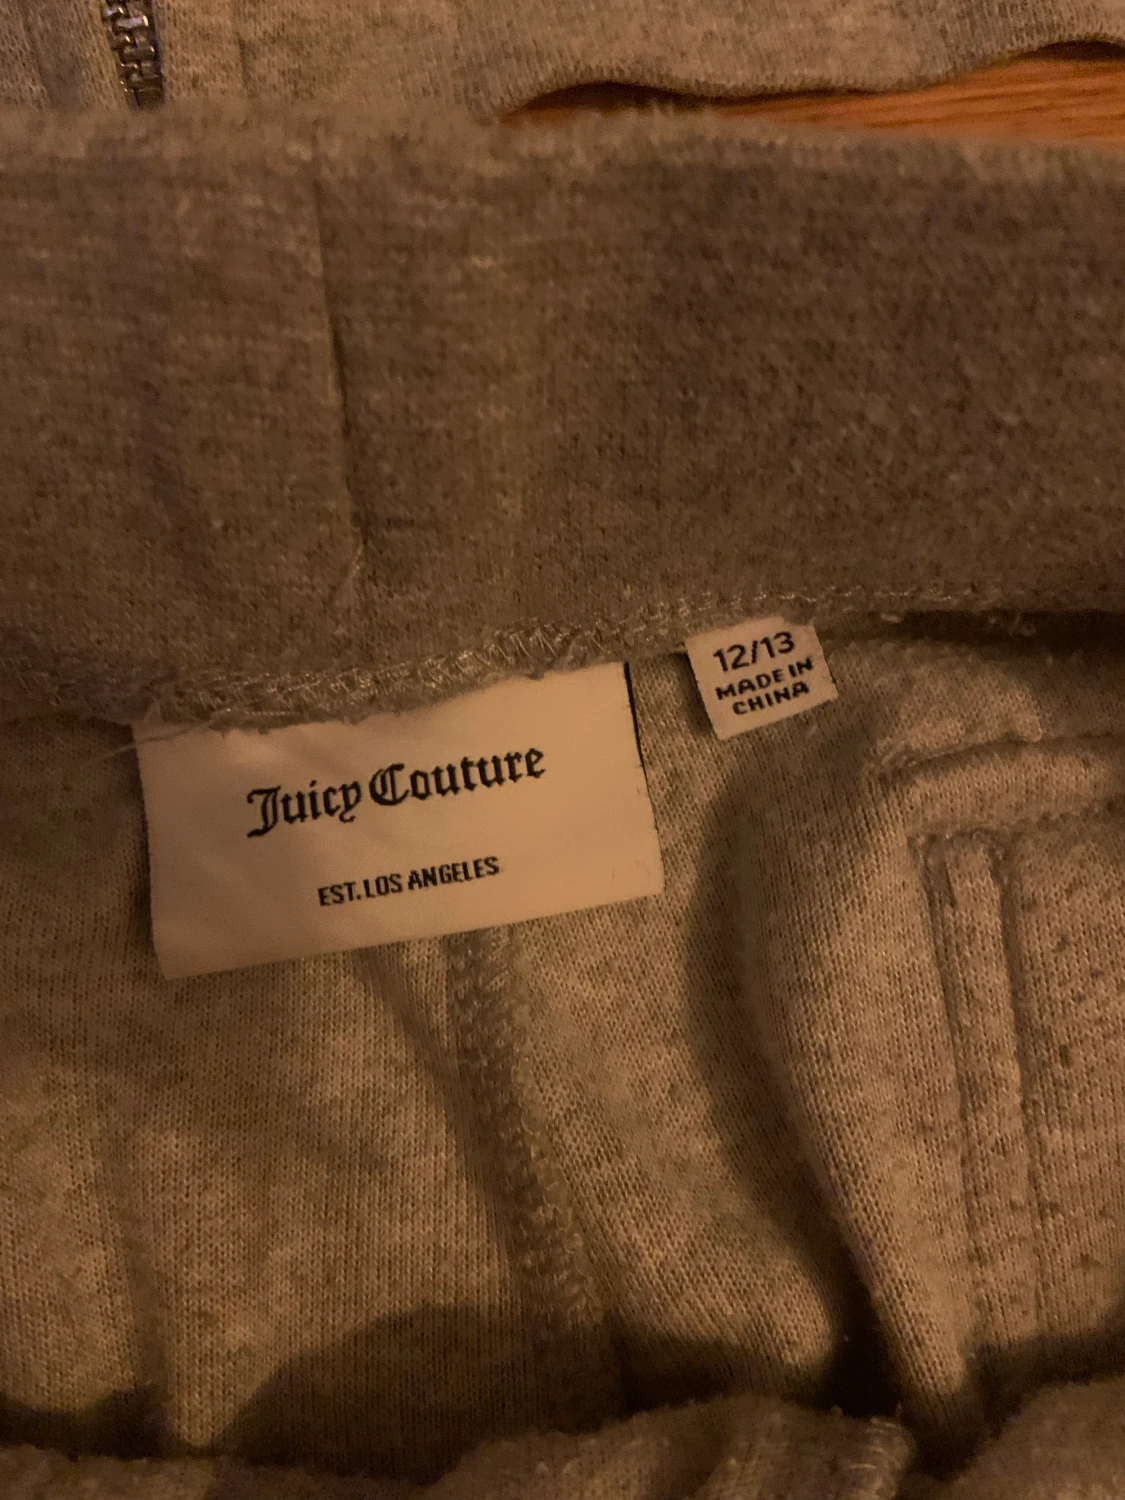 12/13
MADE IN
CHINA
Juicy Couture
EST. LOS ANGELES